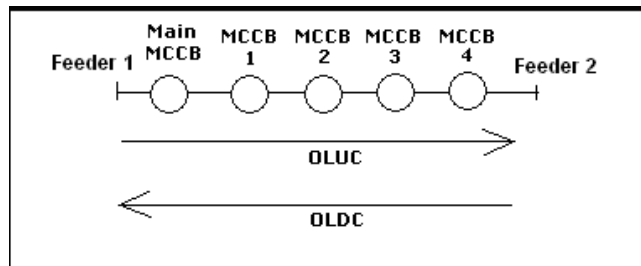 Feeder 1
Main
MCCB
MCCB
1
MCCB
2
MCCB
3
MCCB
4
Feeder 2
OLUC
OLDC